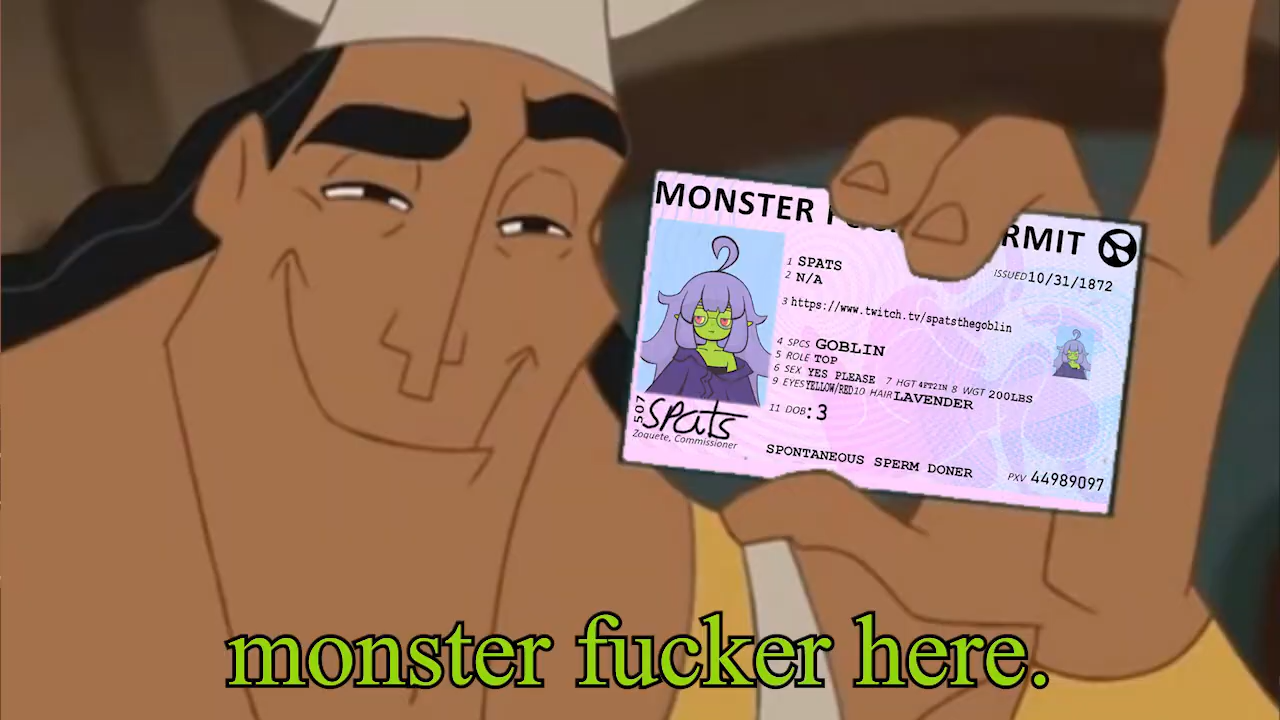 MONSTER RMIT
ISSUED 10/31/1872
1 SPATS
2 N/A
3 https://www.twitch.tv/spatsthegoblin
4 SPCS GOBLIN
5 ROLE TOP
6 SEX YES PLEASE 7 HGT 4FT2IN 8 WGT 200LBS
9 EYES YELLOW/RED 10 HAIR LAVENDER
11 DOB :3
507
Spats
Zoquete, Commissioner
SPONTANEOUS SPERM DONER
PXV 44989097
monster fucker here.